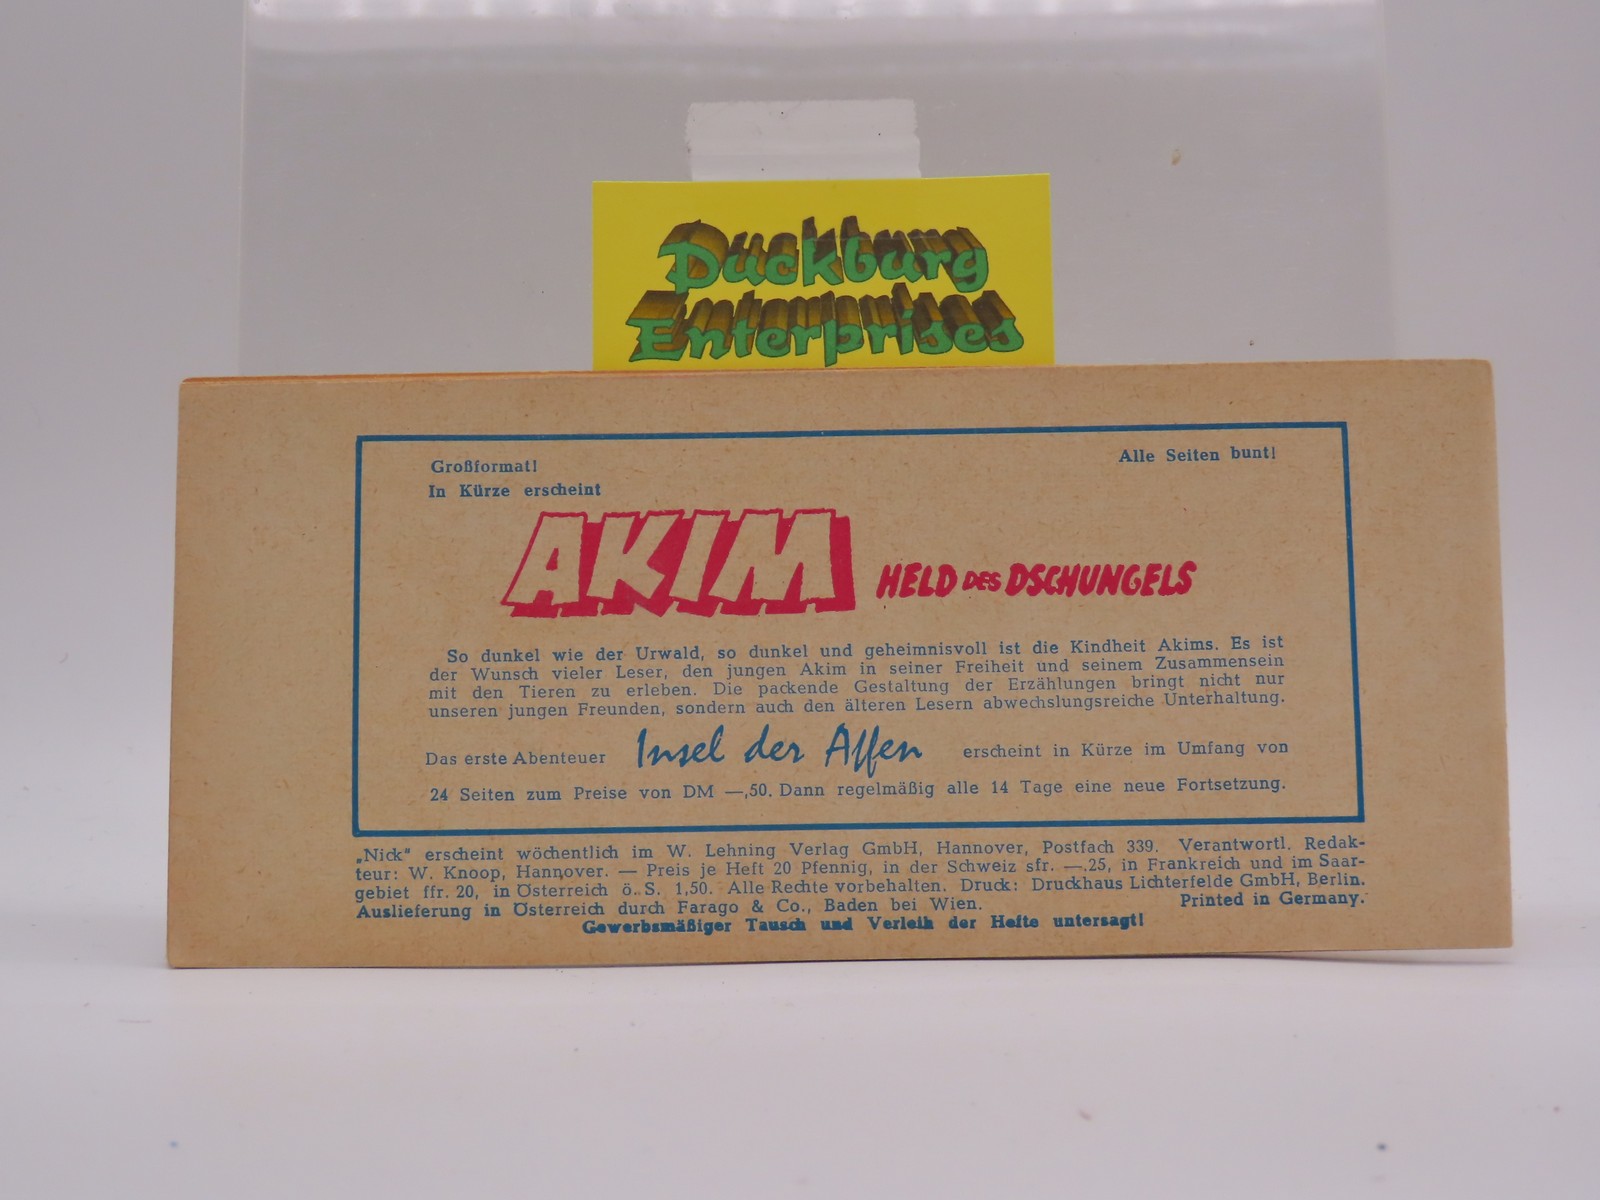 Duckburg
Enterprises
Großformat!
Alle Seiten bunt!
In Kürze erscheint
AKIM HELD DES DSCHUNGELS
So dunkel wie der Urwald, so dunkel und geheimnisvoll ist die Kindheit Akims. Es ist
der Wunsch vieler Leser, den jungen Akim in seiner Freiheit und seinem Zusammensein
mit den Tieren zu erleben. Die packende Gestaltung der Erzählungen bringt nicht nur
unseren jungen Freunden, sondern auch den älteren Lesern abwechslungsreiche Unterhaltung.
Das erste Abenteuer Insel der Affen erscheint in Kürze im Umfang von
24 Seiten zum Preise von DM —,50. Dann regelmäßig alle 14 Tage eine neue Fortsetzung.
„Nick" erscheint wöchentlich im W. Lehning Verlag GmbH, Hannover, Postfach 339. Verantwortl. Redak-
teur: W. Knoop, Hannover. — Preis je Heft 20 Pfennig, in der Schweiz sfr. —.25, in Frankreich und im Saar-
gebiet ffr. 20, in Österreich ö. S. 1,50. Alle Rechte vorbehalten. Druck: Druckhaus Lichterfelde GmbH, Berlin.
Auslieferung in Österreich durch Farago & Co., Baden bei Wien. Printed in Germany.
Gewerbsmäßiger Tausch und Verleih der Hefte untersagt!